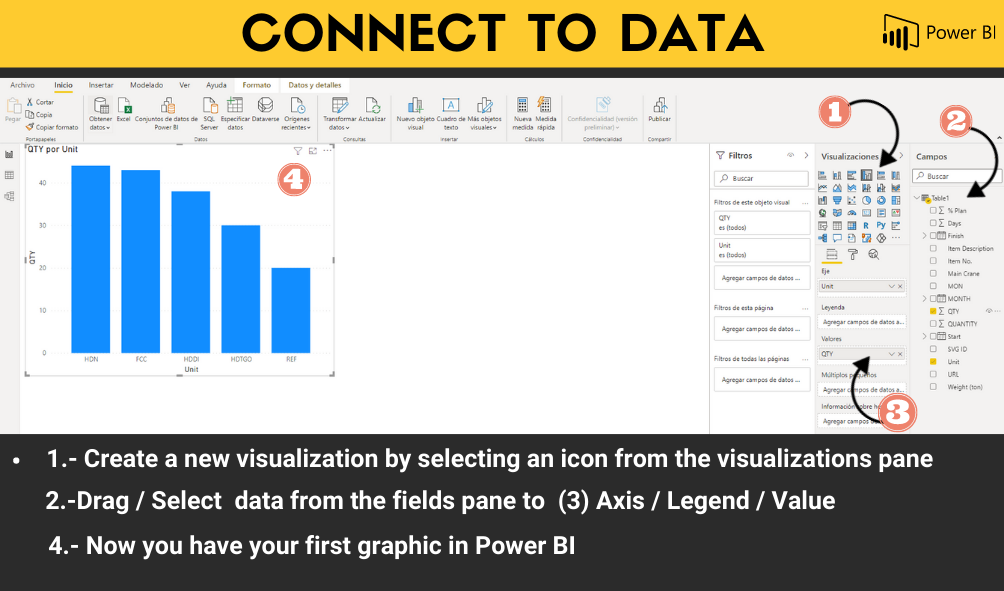 CONNECT TO DATA
Power BI
Archivo Inicio Insertar Modelado Ver Ayuda Formato Datos y detalles
Pegar
Cortar
Copiar
Copiar formato
Portapapeles
Obtener datos
Excel
Conjuntos de datos de Power BI
SQL Server
Especificar datos
Dataverse
Orígenes recientes
Datos
Transformar datos
Actualizar
Consultas
Nuevo objeto visual
Cuadro de texto
Más objetos visuales
Insertar
Nueva medida
Medida rápida
Cálculos
Confidencialidad (versión preliminar)
Confidencialidad
Publicar
Compartir
1
2
QTY por Unit
4
QTY
40
30
20
10
0
HDN FCC HDDI HDTGO REF
Unit
Filtros
Buscar
Filtros de este objeto visual ...
QTY
es (todos)
Unit
es (todos)
Agregar campos de datos ...
Filtros de esta página ...
Agregar campos de datos ...
Filtros de todas las páginas ...
Agregar campos de datos ...
Visualizaciones
R Py
Eje
Unit
Leyenda
Agregar campos de datos a...
Valores
QTY
Múltiplos
Agregar campos de datos a...
Información sobre
Agregar campos
3
Campos
Buscar
Table1
% Plan
Days
Finish
Item Description
Item No.
Main Crane
MON
MONTH
QTY
QUANTITY
Start
SVG ID
Unit
URL
Weight (ton)
• 1.- Create a new visualization by selecting an icon from the visualizations pane
2.-Drag / Select data from the fields pane to (3) Axis / Legend / Value
4.- Now you have your first graphic in Power BI